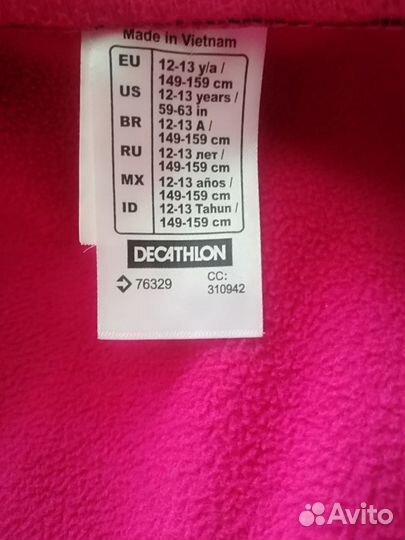 Made in Vietnam
EU 12-13 y/a /
149-159 cm
US 12-13 years /
59-63 in
BR 12-13 A /
149-159 cm
RU 12-13 лет /
149-159 cm
MX 12-13 años /
149-159 cm
ID 12-13 Tahun /
149-159 cm
DECATHLON
76329 CC:
310942
Avito